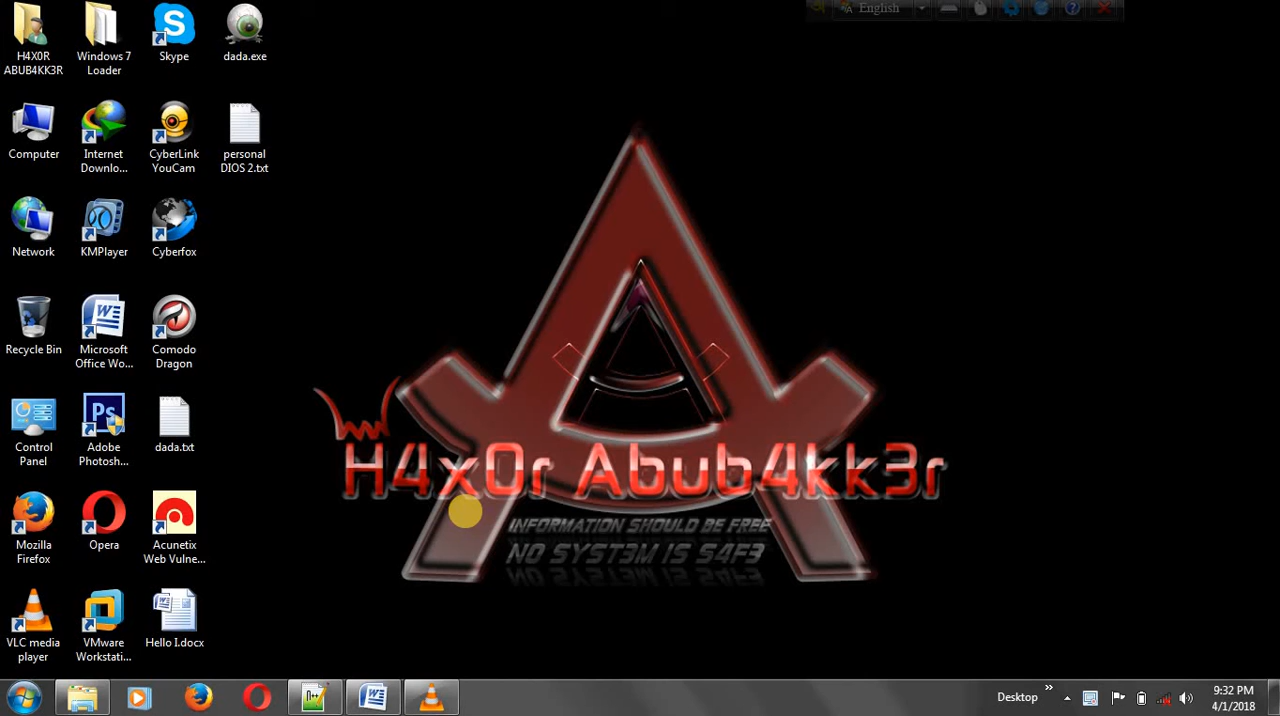 English
H4X0R
ABUB4KK3R
Windows 7
Loader
Skype
dada.exe
Computer
Internet
Downlo...
CyberLink
YouCam
personal
DIOS 2.txt
Network
KMPlayer
Cyberfox
Recycle Bin
Microsoft
Office Wo...
Comodo
Dragon
Control
Panel
Adobe
Photosh...
dada.txt
Mozilla
Firefox
Opera
Acunetix
Web Vulne...
VLC media
player
VMware
Workstati...
Hello I.docx
H4x0r Abub4kk3r
INFORMATION SHOULD BE FREE
NO SYST3M IS S4F3
Desktop
9:32 PM
4/1/2018